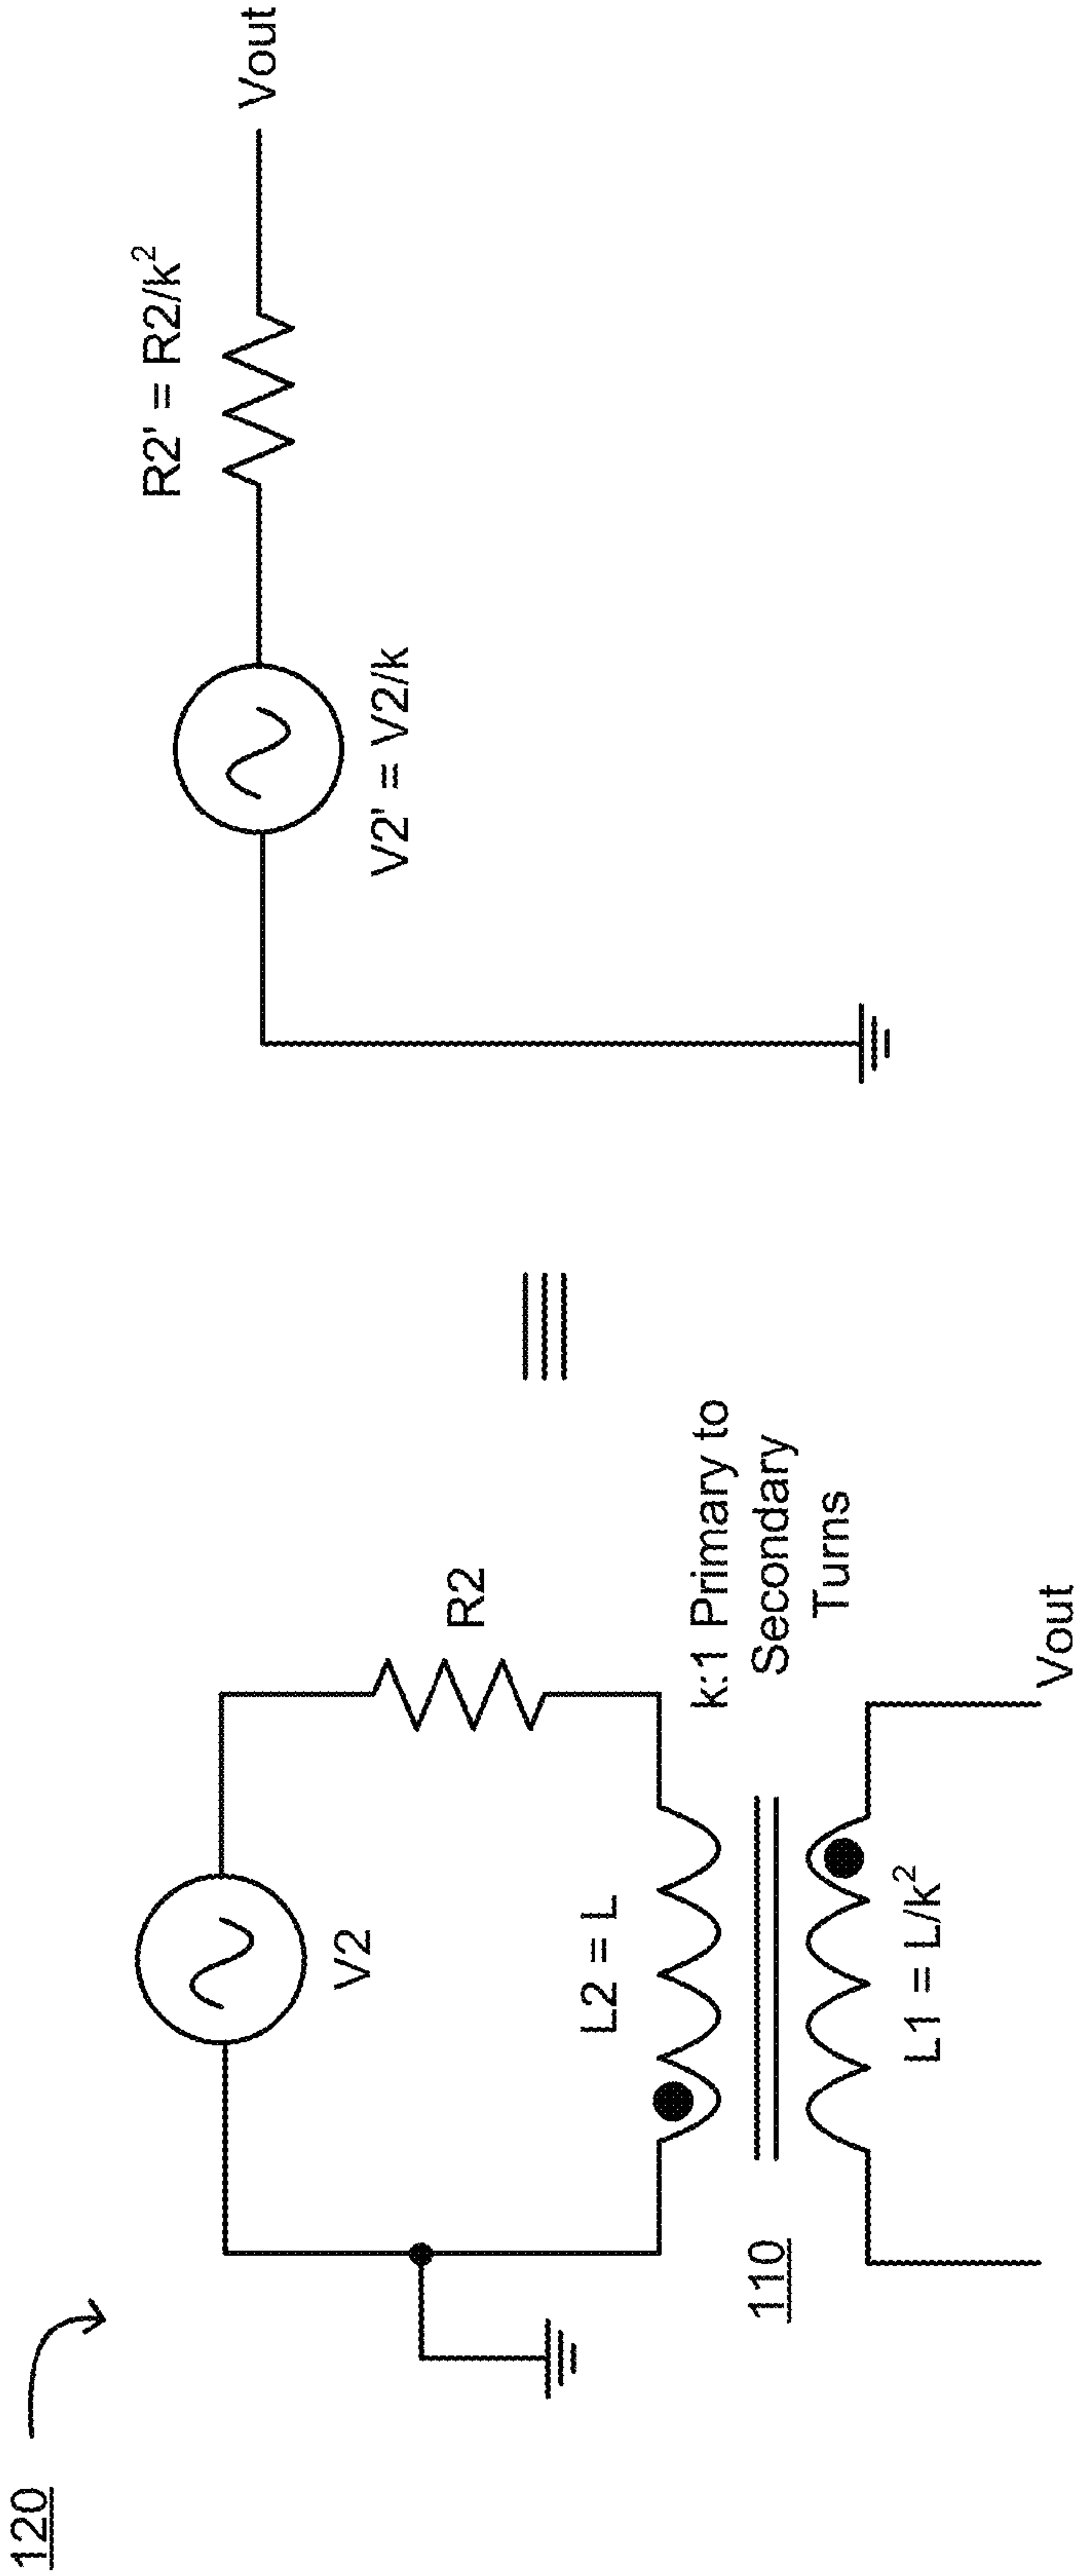 120
V2
R2
L2 = L
k:1 Primary to
Secondary
Turns
110
L1 = L/k²
Vout
R2' = R2/k²
Vout
V2' = V2/k